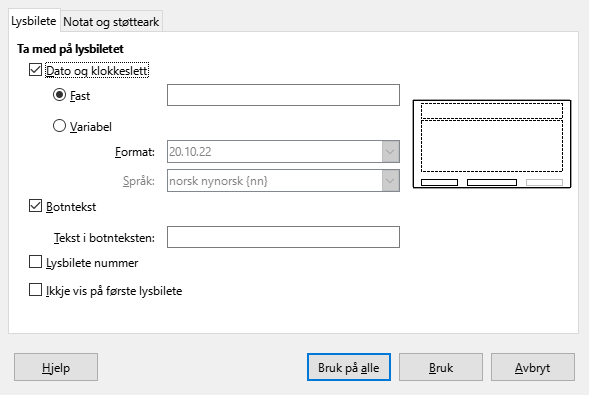 Lysbilete Notat og støtteark
Ta med på lysbiletet
Dato og klokkeslett
Fast
Variabel
Format: 20.10.22
Språk: norsk nynorsk {nn}
Botntekst
Tekst i botnteksten:
Lysbilete nummer
Ikkje vis på første lysbilete
Hjelp Bruk på alle Bruk Avbryt